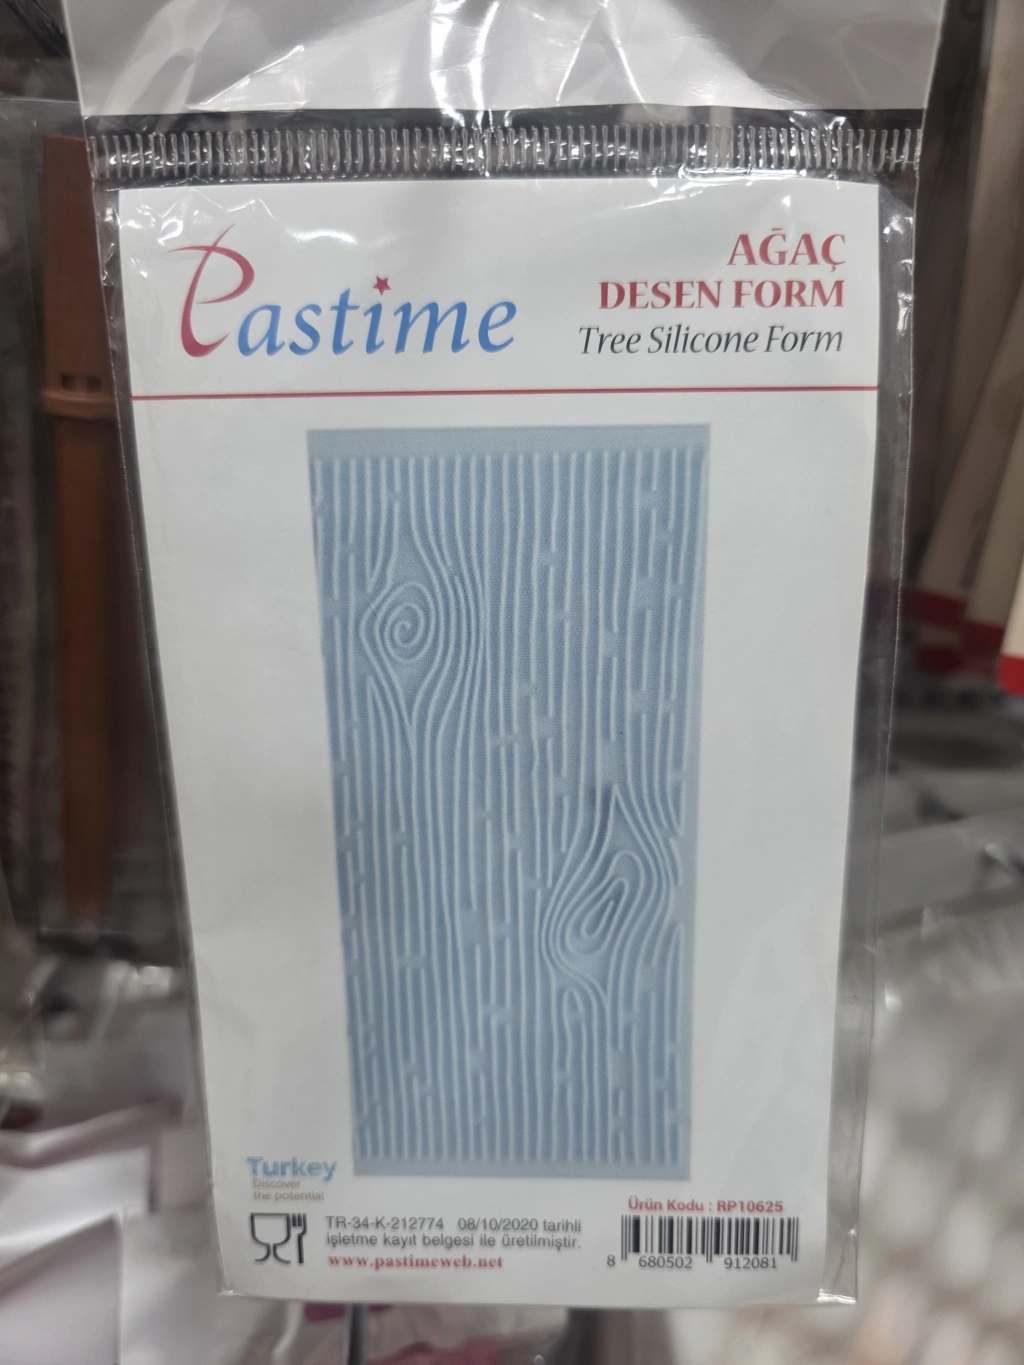 Pastime
AĞAÇ
DESEN FORM
Tree Silicone Form
Turkey
Discover
the potential
TR-34-K-212774 08/10/2020 tarihli
işletme kayıt belgesi ile üretilmiştir.
www.pastimeweb.net
Ürün Kodu : RP10625
8 680502 912081